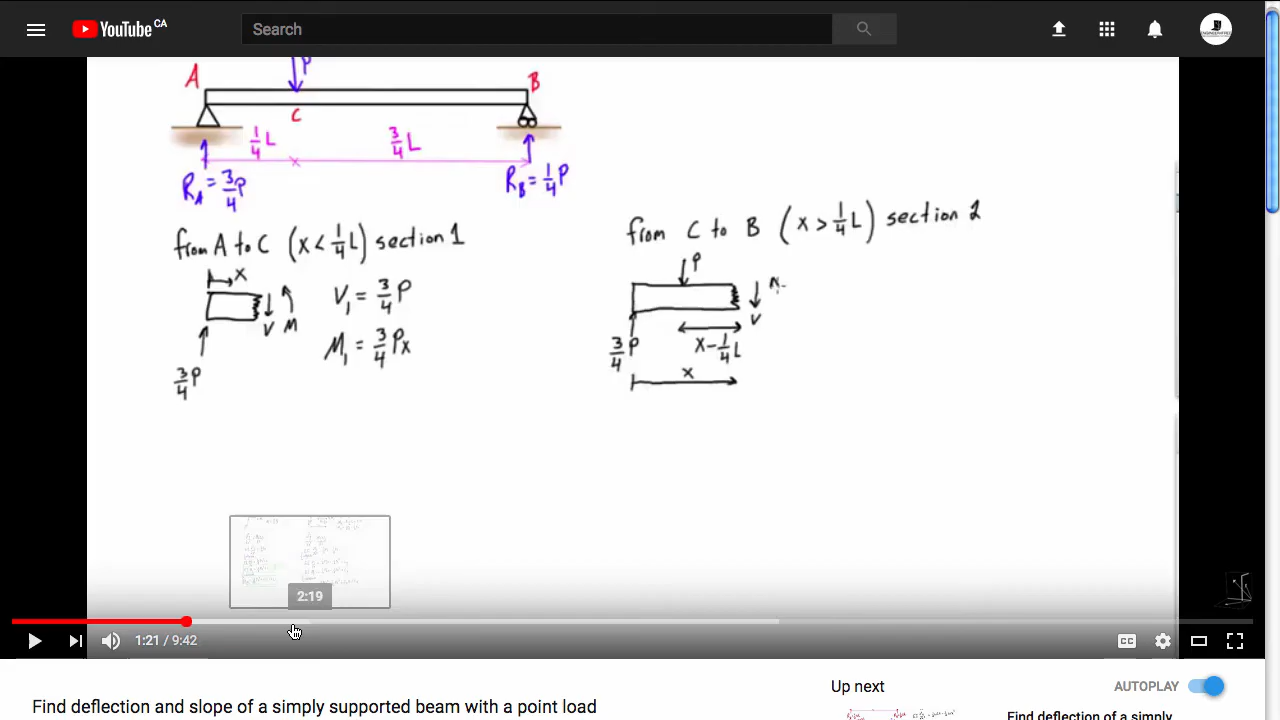 YouTube CA
Search
P
A
B
C
1/4 L
3/4 L
R_A = 3/4 P
R_B = 1/4 P
from A to C (x < 1/4 L) section 1
x
V M
3/4 P
V₁ = 3/4 P
M₁ = 3/4 Px
from C to B (x > 1/4 L) section 2
P
V
3/4 P
x - 1/4 L
x
2:19
1:21 / 9:42
CC
Find deflection and slope of a simply supported beam with a point load
Up next
AUTOPLAY
Find deflection of a simply